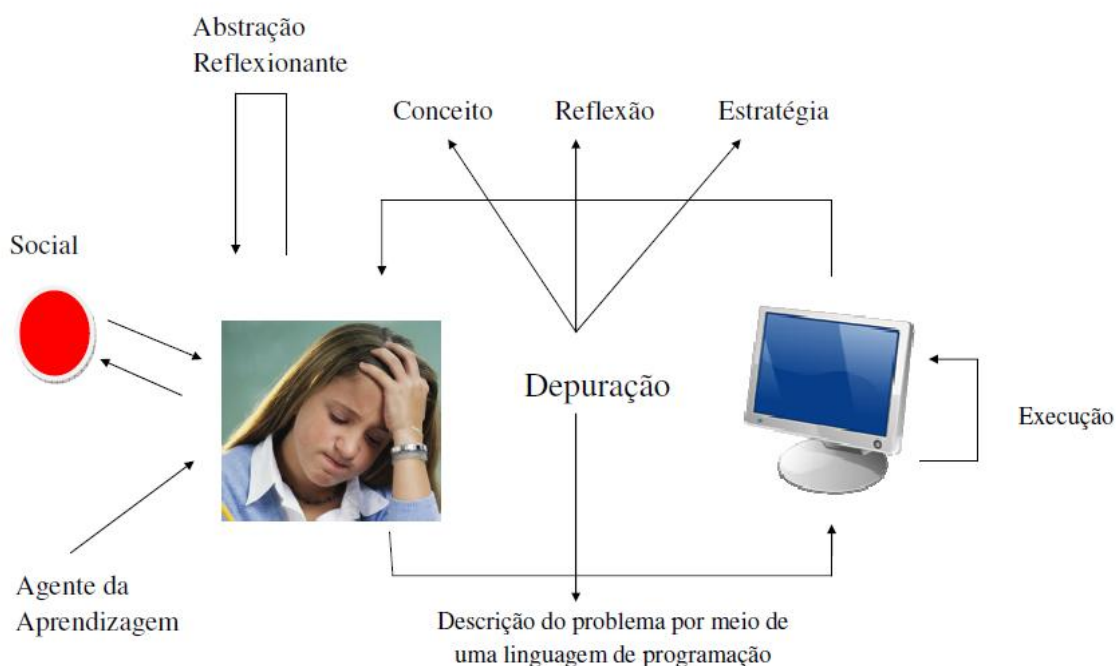 Abstração
Reflexionante
Conceito
Reflexão
Estratégia
Social
Depuração
Execução
Agente da
Aprendizagem
Descrição do problema por meio de
uma linguagem de programação